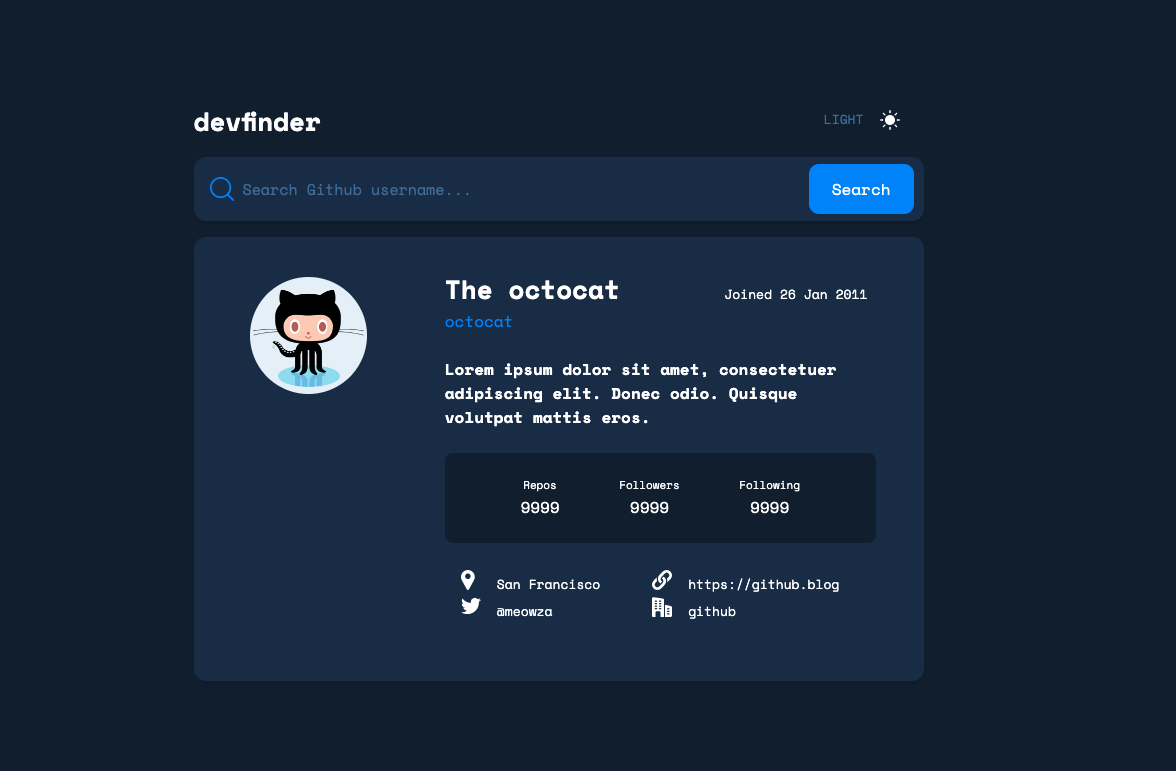 devfinder
LIGHT
Search Github username...
Search
The octocat
Joined 26 Jan 2011
octocat
Lorem ipsum dolor sit amet, consectetuer
adipiscing elit. Donec odio. Quisque
volutpat mattis eros.
Repos
Followers
Following
9999
9999
9999
San Francisco
https://github.blog
@meowza
github